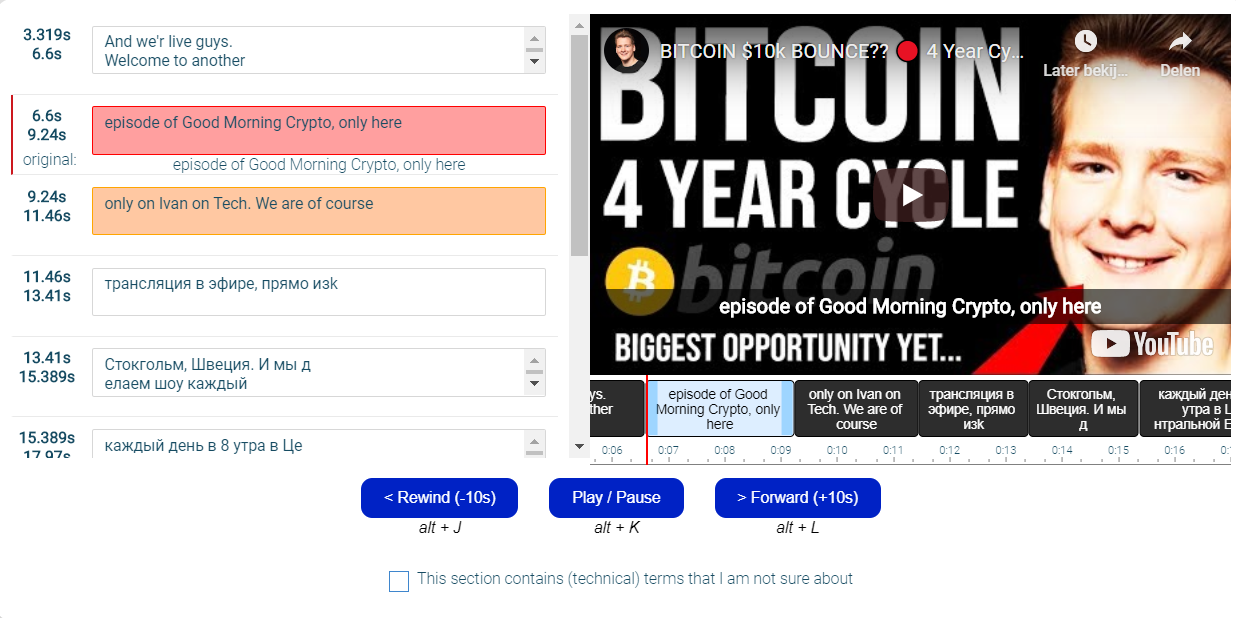 3.319s
6.6s
And we'r live guys.
Welcome to another
6.6s
9.24s
episode of Good Morning Crypto, only here
original:
episode of Good Morning Crypto, only here
9.24s
11.46s
only on Ivan on Tech. We are of course
11.46s
13.41s
трансляция в эфире, прямо изk
13.41s
15.389s
Стокгольм, Швеция. И мы д
елаем шоу каждый
15.389s
17.97s
каждый день в 8 утра в Це
BITCOIN $10k BOUNCE?? 🔴 4 Year Cy...
Later bekij...
Delen
BITCOIN
4 YEAR CYCLE
bitcoin
episode of Good Morning Crypto, only here
BIGGEST OPPORTUNITY YET...
YouTube
ys.
ther
episode of Good
Morning Crypto, only
here
only on Ivan on
Tech. We are of
course
трансляция в
эфире, прямо
изk
Стокгольм,
Швеция. И мы
д
каждый ден
утра в Ц
нтральной Е
0:06 0:07 0:08 0:09 0:10 0:11 0:12 0:13 0:14 0:15 0:16 0:
< Rewind (-10s)
Play / Pause
> Forward (+10s)
alt + J
alt + K
alt + L
This section contains (technical) terms that I am not sure about